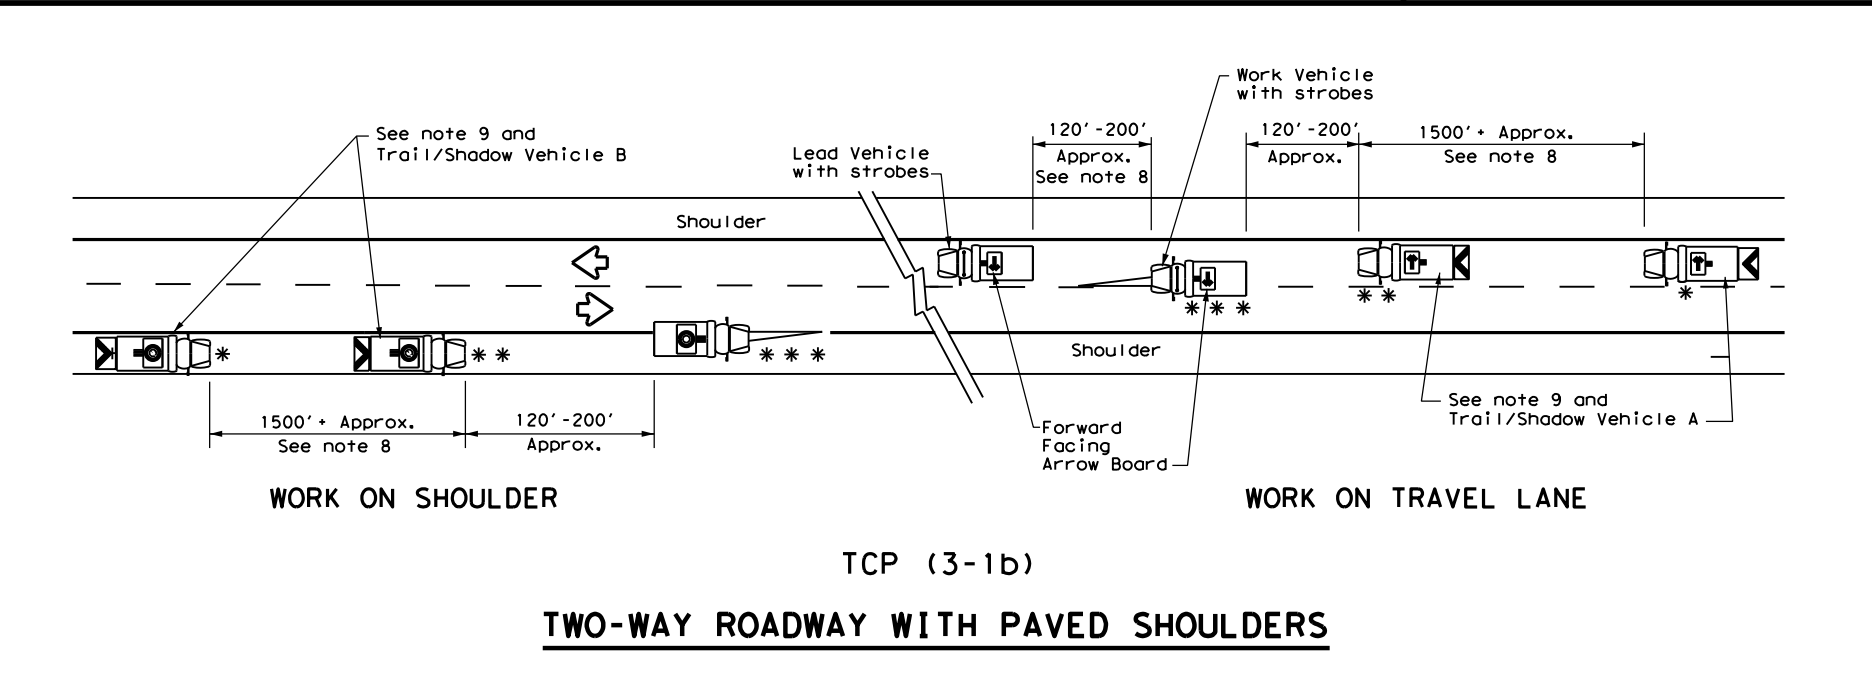 Work Vehicle
with strobes
See note 9 and
Trail/Shadow Vehicle B
Lead Vehicle
with strobes
120'-200'
Approx.
See note 8
120'-200'
Approx.
1500'+ Approx.
See note 8
Shoulder
* 
* *
* * *
* * *
* *
*
Shoulder
1500'+ Approx.
See note 8
120'-200'
Approx.
Forward
Facing
Arrow Board
See note 9 and
Trail/Shadow Vehicle A
WORK ON SHOULDER
WORK ON TRAVEL LANE
TCP (3-1b)
TWO-WAY ROADWAY WITH PAVED SHOULDERS